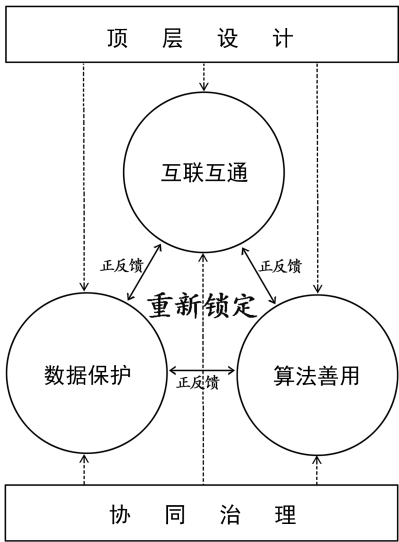 顶层设计
互联互通
正反馈
正反馈
重新锁定
数据保护
正反馈
算法善用
协同治理